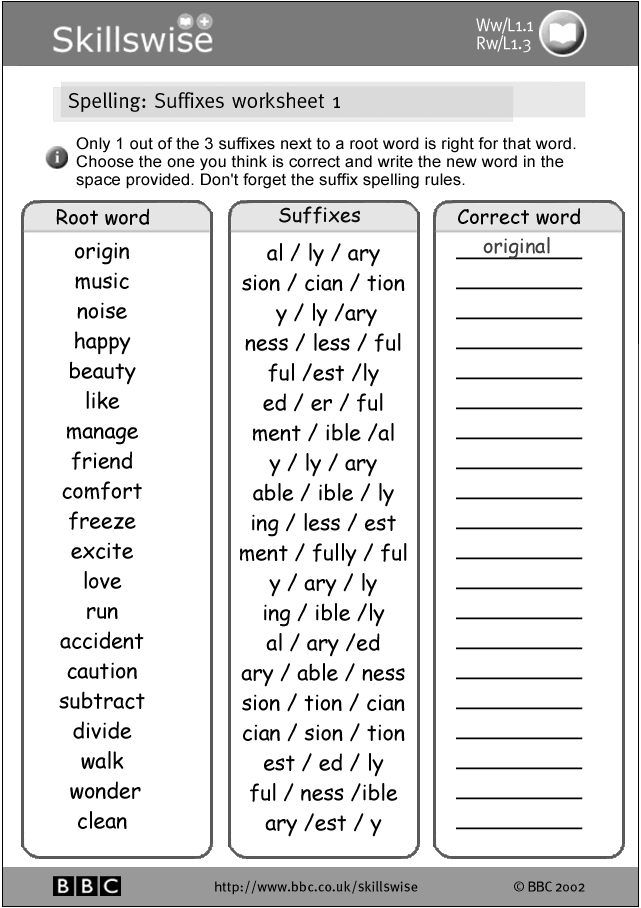 Skillswise
Ww/L1.1
Rw/L1.3
Spelling: Suffixes worksheet 1
i
Only 1 out of the 3 suffixes next to a root word is right for that word.
Choose the one you think is correct and write the new word in the
space provided. Don't forget the suffix spelling rules.
Root word Suffixes Correct word
origin al / ly / ary original
music sion / cian / tion
noise y / ly /ary
happy ness / less / ful
beauty ful /est /ly
like ed / er / ful
manage ment / ible /al
friend y / ly / ary
comfort able / ible / ly
freeze ing / less / est
excite ment / fully / ful
love y / ary / ly
run ing / ible /ly
accident al / ary /ed
caution ary / able / ness
subtract sion / tion / cian
divide cian / sion / tion
walk est / ed / ly
wonder ful / ness /ible
clean ary /est / y
BBC http://www.bbc.co.uk/skillswise © BBC 2002